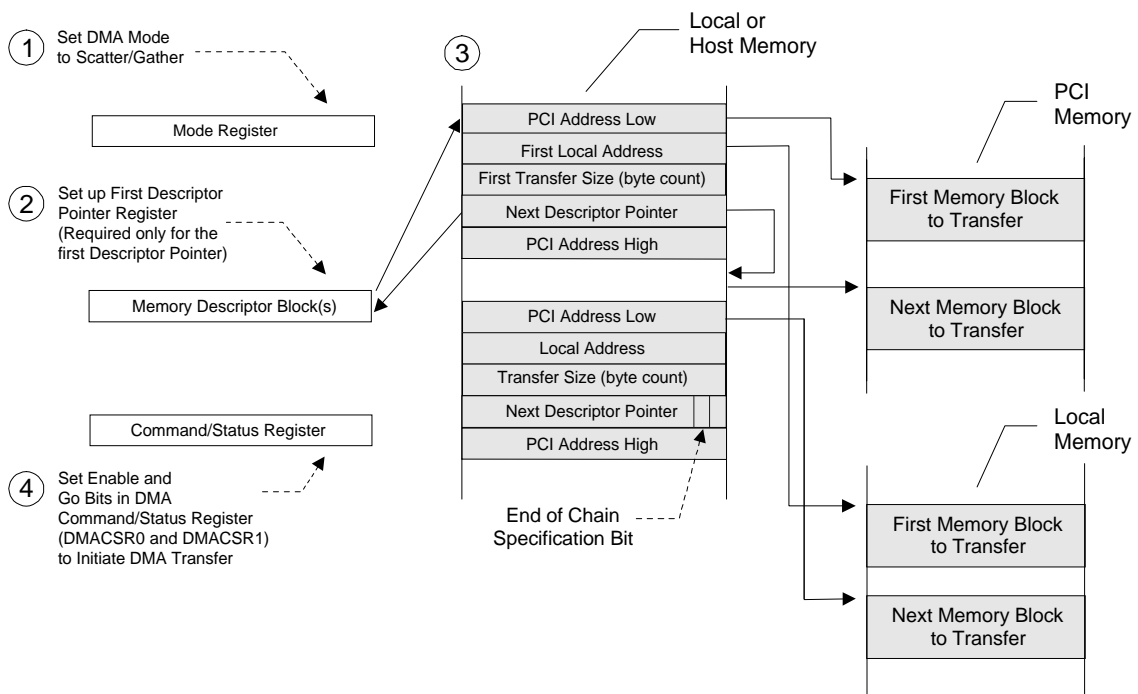 1
Set DMA Mode
to Scatter/Gather
Mode Register
2
Set up First Descriptor
Pointer Register
(Required only for the
first Descriptor Pointer)
Memory Descriptor Block(s)
Command/Status Register
4
Set Enable and
Go Bits in DMA
Command/Status Register
(DMACSR0 and DMACSR1)
to Initiate DMA Transfer
3
Local or
Host Memory
PCI Address Low
First Local Address
First Transfer Size (byte count)
Next Descriptor Pointer
PCI Address High
PCI Address Low
Local Address
Transfer Size (byte count)
Next Descriptor Pointer
PCI Address High
End of Chain
Specification Bit
PCI
Memory
First Memory Block
to Transfer
Next Memory Block
to Transfer
Local
Memory
First Memory Block
to Transfer
Next Memory Block
to Transfer